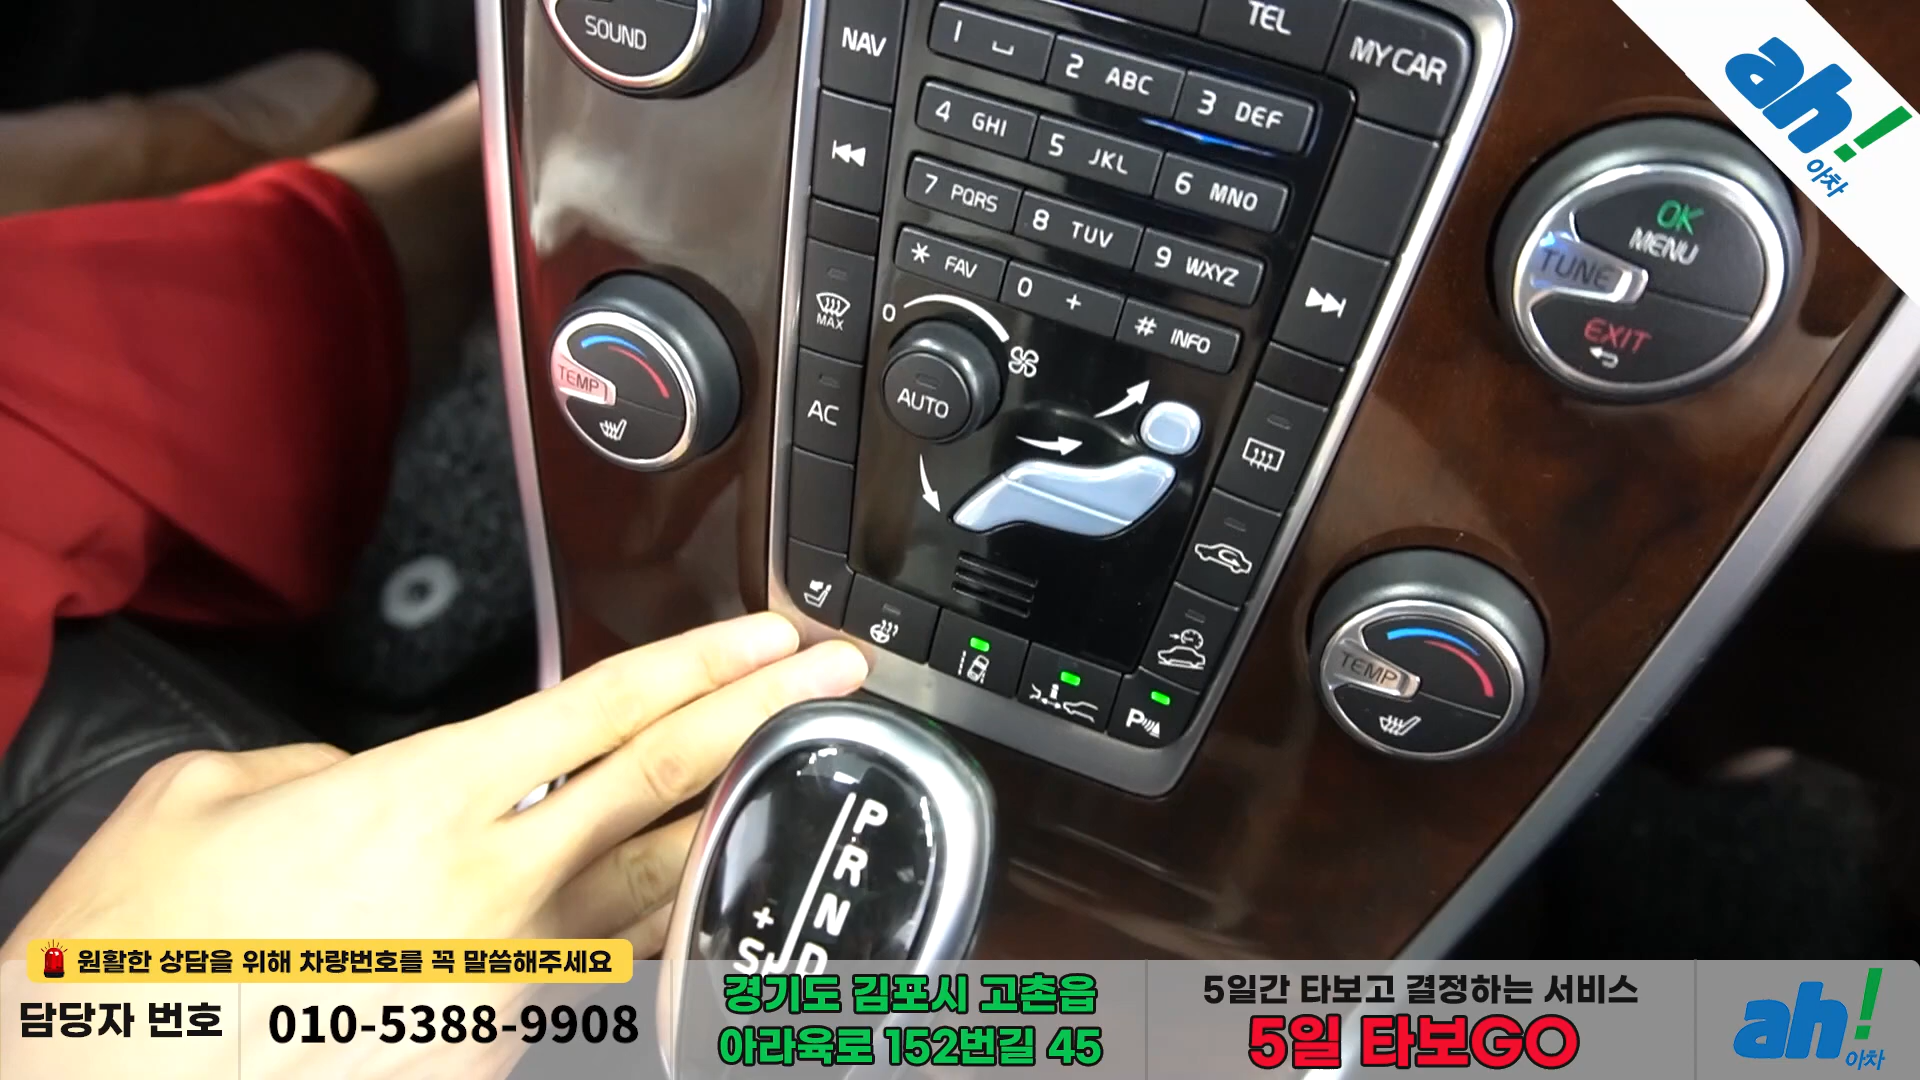 SOUND
NAV
TEL
MY CAR
1 ⎵
2 ABC
3 DEF
4 GHI
5 JKL
6 MNO
7 PQRS
8 TUV
9 WXYZ
* FAV
0 +
# INFO
MAX
0
AUTO
AC
TEMP
OK
MENU
TUNE
EXIT
TEMP
P
P
R
N
D
+
S
ah!
아차
원활한 상담을 위해 차량번호를 꼭 말씀해주세요
담당자 번호
010-5388-9908
경기도 김포시 고촌읍
아라육로 152번길 45
5일간 타보고 결정하는 서비스
5일 타보GO
ah!
아차